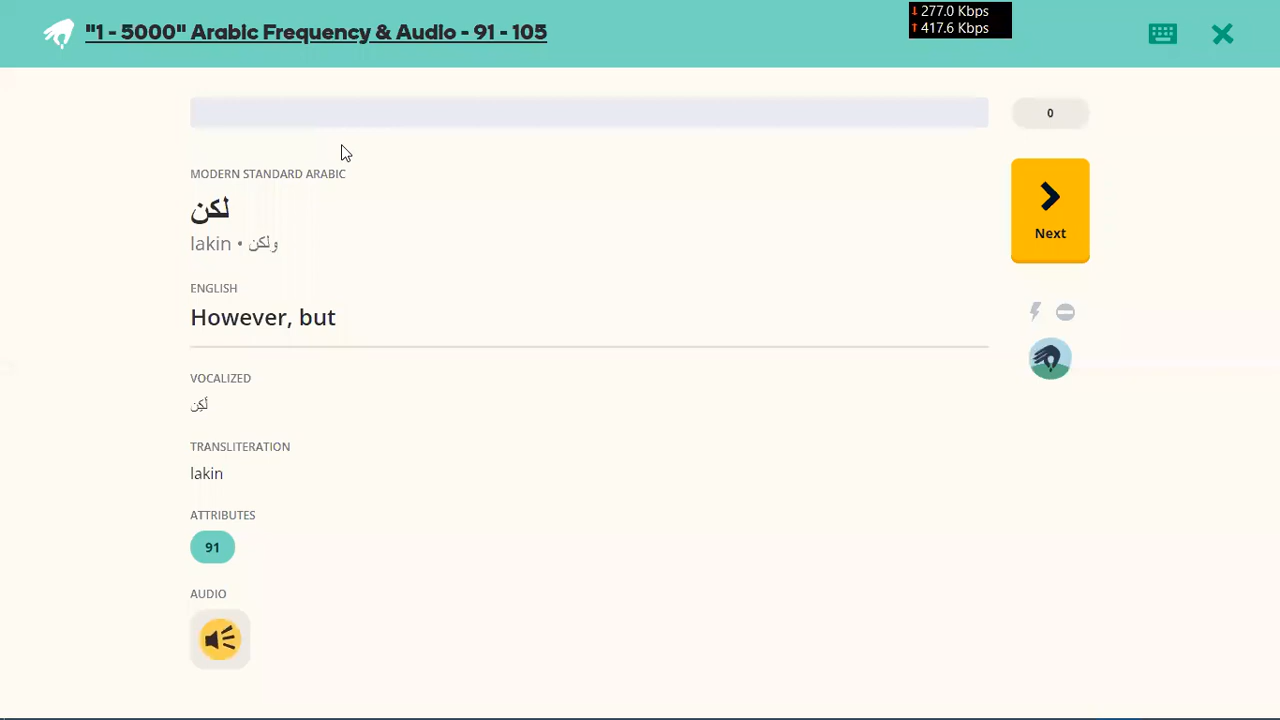 "1 - 5000" Arabic Frequency & Audio - 91 - 105
↓ 277.0 Kbps
↑ 417.6 Kbps
0
MODERN STANDARD ARABIC
لكن
lakin • ولكن
Next
ENGLISH
However, but
VOCALIZED
لَكِن
TRANSLITERATION
lakin
ATTRIBUTES
91
AUDIO